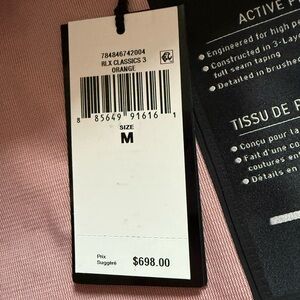 784846742004
RLX CLASSICS 3
ORANGE
8 85649 91616 1
SIZE
M
Prix
Suggéré
$698.00
ACTIVE
Engineered for high
Constructed in 3-Laye
full seam taping
Detailed in brushed
TISSU DE
Conçu pour la
Fait d'une co
coutures en
Détails en